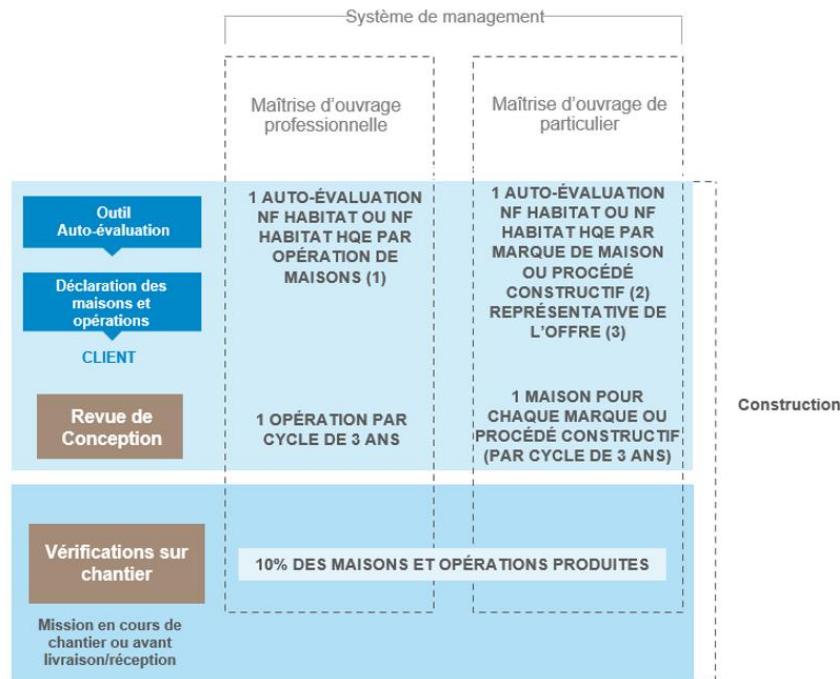 Système de management
Maîtrise d'ouvrage
professionnelle
Maîtrise d'ouvrage de
particulier
Outil
Auto-évaluation
Déclaration des
maisons et
opérations
CLIENT
1 AUTO-ÉVALUATION
NF HABITAT OU NF
HABITAT HQE PAR
OPÉRATION DE
MAISONS (1)
1 AUTO-ÉVALUATION
NF HABITAT OU NF
HABITAT HQE PAR
MARQUE DE MAISON
OU PROCÉDÉ
CONSTRUCTIF (2)
REPRÉSENTATIVE DE
L'OFFRE (3)
Revue de
Conception
1 OPÉRATION PAR
CYCLE DE 3 ANS
1 MAISON POUR
CHAQUE MARQUE OU
PROCÉDÉ CONSTRUCTIF
(PAR CYCLE DE 3 ANS)
Construction
Vérifications sur
chantier
10% DES MAISONS ET OPÉRATIONS PRODUITES
Mission en cours de
chantier ou avant
livraison/réception